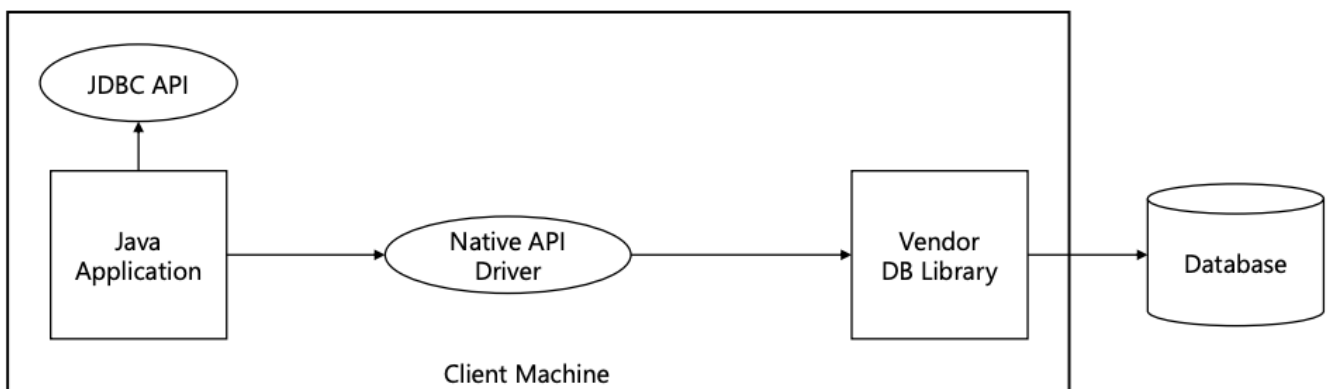 JDBC API
Java
Application
Native API
Driver
Vendor
DB Library
Database
Client Machine